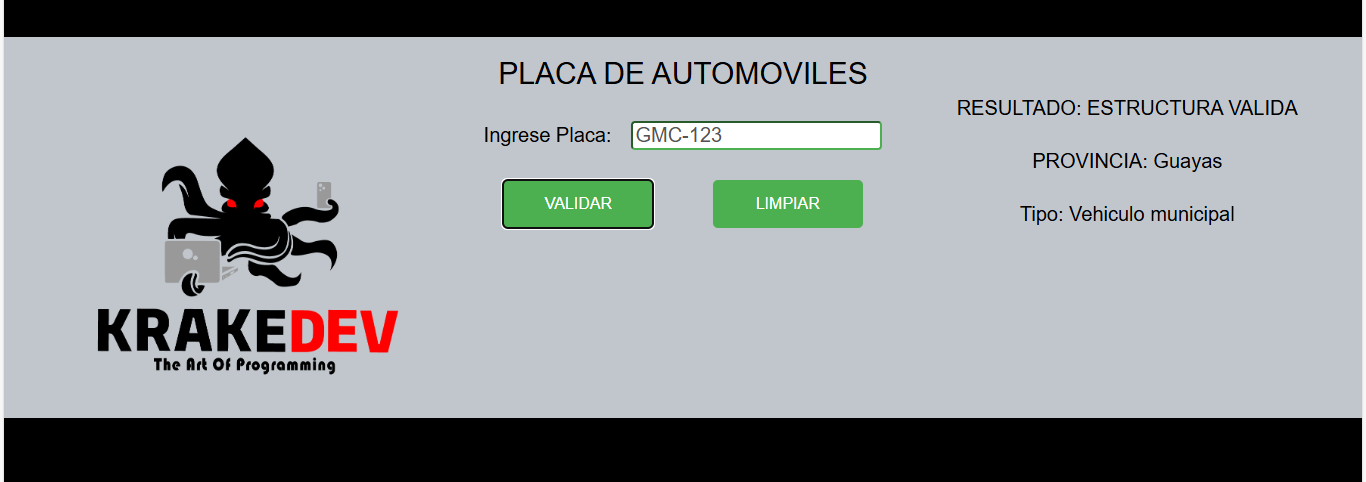 PLACA DE AUTOMOVILES
Ingrese Placa: GMC-123
VALIDAR LIMPIAR
RESULTADO: ESTRUCTURA VALIDA
PROVINCIA: Guayas
Tipo: Vehiculo municipal
KRAKEDEV
The Art Of Programming